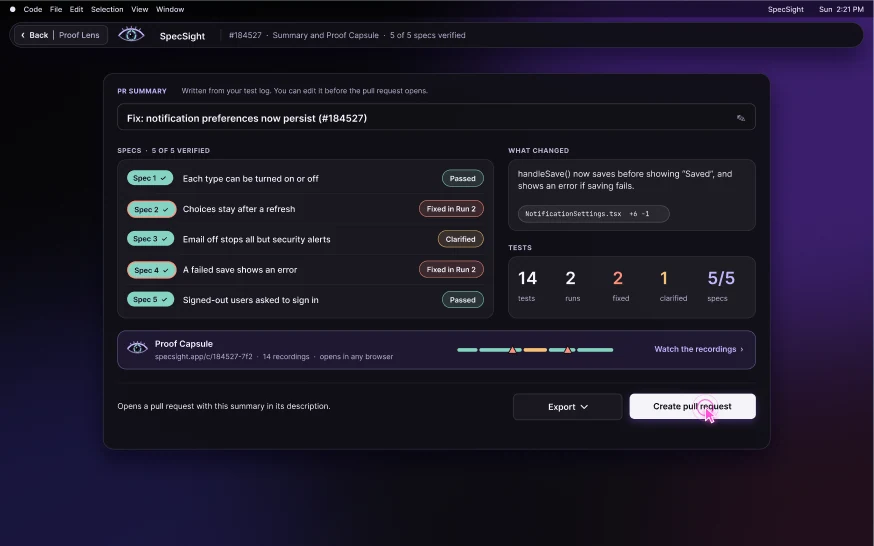 Code File Edit Selection View Window SpecSight Sun 2:21 PM
‹ Back | Proof Lens SpecSight #184527 · Summary and Proof Capsule · 5 of 5 specs verified
PR SUMMARY Written from your test log. You can edit it before the pull request opens.
Fix: notification preferences now persist (#184527)
SPECS · 5 OF 5 VERIFIED
Spec 1 ✓ Each type can be turned on or off Passed
Spec 2 ✓ Choices stay after a refresh Fixed in Run 2
Spec 3 ✓ Email off stops all but security alerts Clarified
Spec 4 ✓ A failed save shows an error Fixed in Run 2
Spec 5 ✓ Signed-out users asked to sign in Passed
WHAT CHANGED
handleSave() now saves before showing “Saved”, and
shows an error if saving fails.
NotificationSettings.tsx +6 -1
TESTS
14 2 2 1 5/5
tests runs fixed clarified specs
Proof Capsule
specsight.app/c/184527-7f2 · 14 recordings · opens in any browser
Watch the recordings ›
Opens a pull request with this summary in its description.
Export
Create pull request